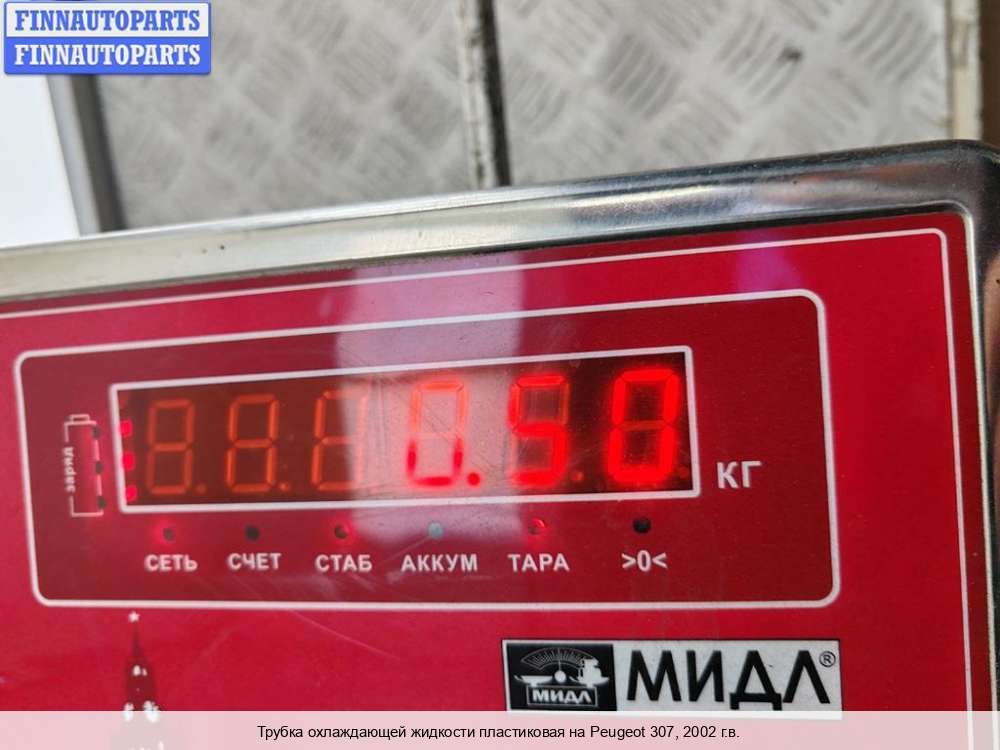 FINNAUTOPARTS
FINNAUTOPARTS
0.50
КГ
заряд
СЕТЬ СЧЕТ СТАБ АККУМ ТАРА >0<
МИДЛ
МИДЛ®
Трубка охлаждающей жидкости пластиковая на Peugeot 307, 2002 г.в.